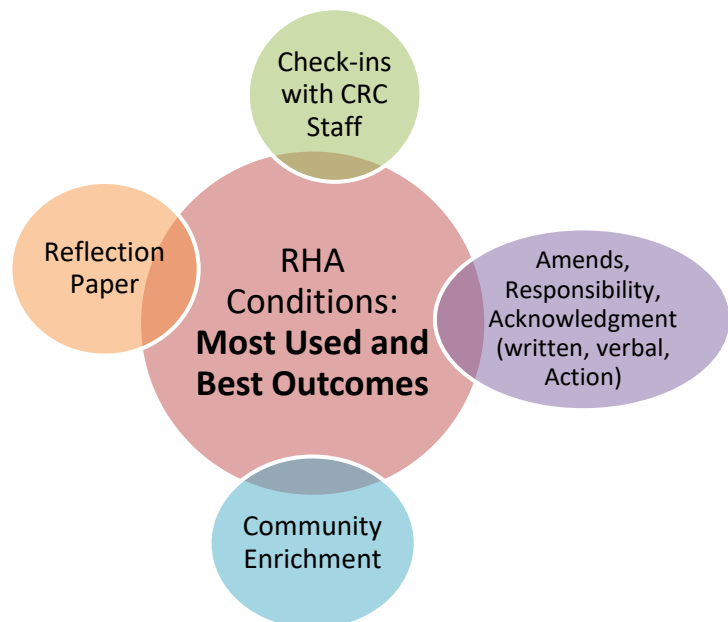 Check-ins
with CRC
Staff
Reflection
Paper
RHA
Conditions:
Most Used and
Best Outcomes
Amends,
Responsibility,
Acknowledgment
(written, verbal,
Action)
Community
Enrichment